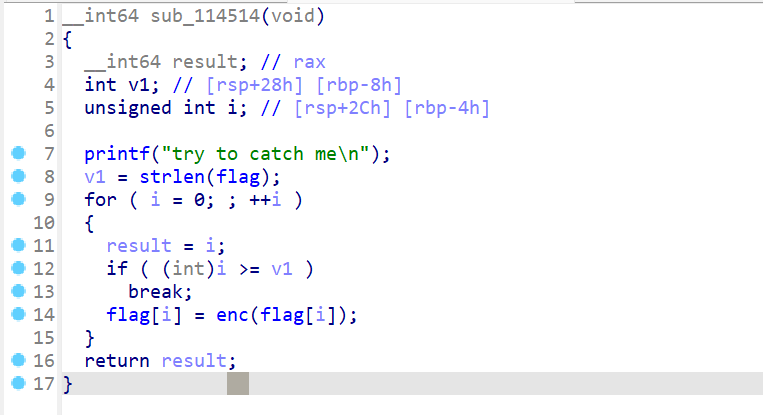 1 __int64 sub_114514(void)
2 {
3 __int64 result; // rax
4 int v1; // [rsp+28h] [rbp-8h]
5 unsigned int i; // [rsp+2Ch] [rbp-4h]
6
7 printf("try to catch me\n");
8 v1 = strlen(flag);
9 for ( i = 0; ; ++i )
10 {
11 result = i;
12 if ( (int)i >= v1 )
13 break;
14 flag[i] = enc(flag[i]);
15 }
16 return result;
17 }